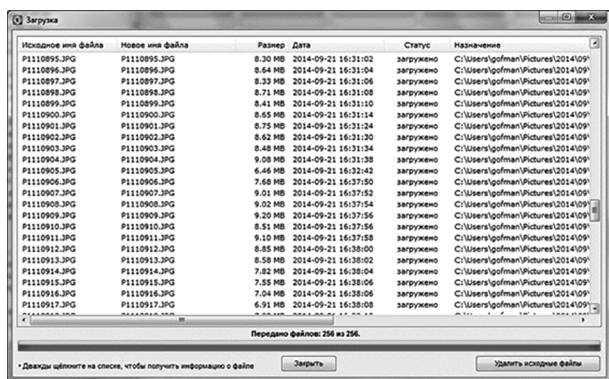 Загрузка
Исходное имя файла Новое имя файла Размер Дата Статус Назначение
P1110895.JPG P1110895.JPG 8.30 MB 2014-09-21 16:31:02 загружено C:\Users\gofman\Pictures\2014\09\
P1110896.JPG P1110896.JPG 8.64 MB 2014-09-21 16:31:04 загружено C:\Users\gofman\Pictures\2014\09\
P1110897.JPG P1110897.JPG 8.33 MB 2014-09-21 16:31:06 загружено C:\Users\gofman\Pictures\2014\09\
P1110898.JPG P1110898.JPG 8.71 MB 2014-09-21 16:31:08 загружено C:\Users\gofman\Pictures\2014\09\
P1110899.JPG P1110899.JPG 8.41 MB 2014-09-21 16:31:10 загружено C:\Users\gofman\Pictures\2014\09\
P1110900.JPG P1110900.JPG 8.65 MB 2014-09-21 16:31:14 загружено C:\Users\gofman\Pictures\2014\09\
P1110901.JPG P1110901.JPG 8.75 MB 2014-09-21 16:31:24 загружено C:\Users\gofman\Pictures\2014\09\
P1110902.JPG P1110902.JPG 8.62 MB 2014-09-21 16:31:30 загружено C:\Users\gofman\Pictures\2014\09\
P1110903.JPG P1110903.JPG 8.48 MB 2014-09-21 16:31:34 загружено C:\Users\gofman\Pictures\2014\09\
P1110904.JPG P1110904.JPG 9.08 MB 2014-09-21 16:31:38 загружено C:\Users\gofman\Pictures\2014\09\
P1110905.JPG P1110905.JPG 6.46 MB 2014-09-21 16:32:42 загружено C:\Users\gofman\Pictures\2014\09\
P1110906.JPG P1110906.JPG 7.68 MB 2014-09-21 16:37:50 загружено C:\Users\gofman\Pictures\2014\09\
P1110907.JPG P1110907.JPG 9.01 MB 2014-09-21 16:37:52 загружено C:\Users\gofman\Pictures\2014\09\
P1110908.JPG P1110908.JPG 9.02 MB 2014-09-21 16:37:54 загружено C:\Users\gofman\Pictures\2014\09\
P1110909.JPG P1110909.JPG 9.20 MB 2014-09-21 16:37:56 загружено C:\Users\gofman\Pictures\2014\09\
P1110910.JPG P1110910.JPG 8.51 MB 2014-09-21 16:37:56 загружено C:\Users\gofman\Pictures\2014\09\
P1110911.JPG P1110911.JPG 9.10 MB 2014-09-21 16:37:58 загружено C:\Users\gofman\Pictures\2014\09\
P1110912.JPG P1110912.JPG 8.85 MB 2014-09-21 16:38:00 загружено C:\Users\gofman\Pictures\2014\09\
P1110913.JPG P1110913.JPG 8.58 MB 2014-09-21 16:38:02 загружено C:\Users\gofman\Pictures\2014\09\
P1110914.JPG P1110914.JPG 7.82 MB 2014-09-21 16:38:04 загружено C:\Users\gofman\Pictures\2014\09\
P1110915.JPG P1110915.JPG 7.55 MB 2014-09-21 16:38:06 загружено C:\Users\gofman\Pictures\2014\09\
P1110916.JPG P1110916.JPG 7.04 MB 2014-09-21 16:38:06 загружено C:\Users\gofman\Pictures\2014\09\
P1110917.JPG P1110917.JPG 6.91 MB 2014-09-21 16:38:08 загружено C:\Users\gofman\Pictures\2014\09\
Передано файлов: 256 из 256.
• Дважды щёлкните на списке, чтобы получить информацию о файле Закрыть Удалить исходные файлы